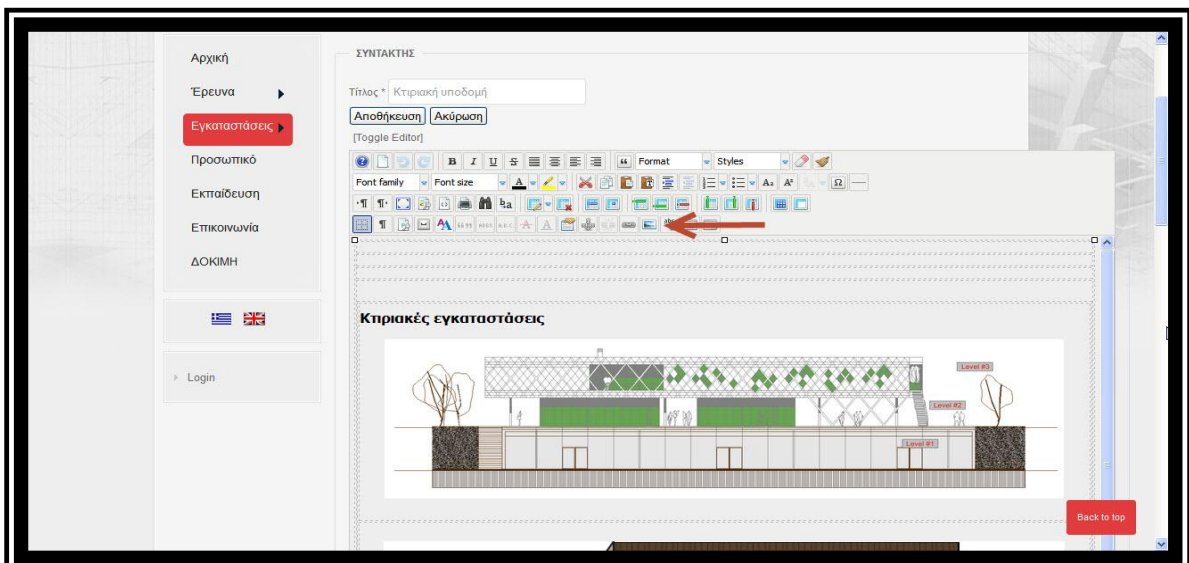 Αρχική
Έρευνα
Εγκαταστάσεις
Προσωπικό
Εκπαίδευση
Επικοινωνία
ΔΟΚΙΜΗ
Login
ΣΥΝΤΑΚΤΗΣ
Τίτλος * Κτιριακή υποδομή
Αποθήκευση Ακύρωση
[Toggle Editor]
Format Styles
Font family Font size
Κτιριακές εγκαταστάσεις
Level #3
Level #2
Level #1
Back to top